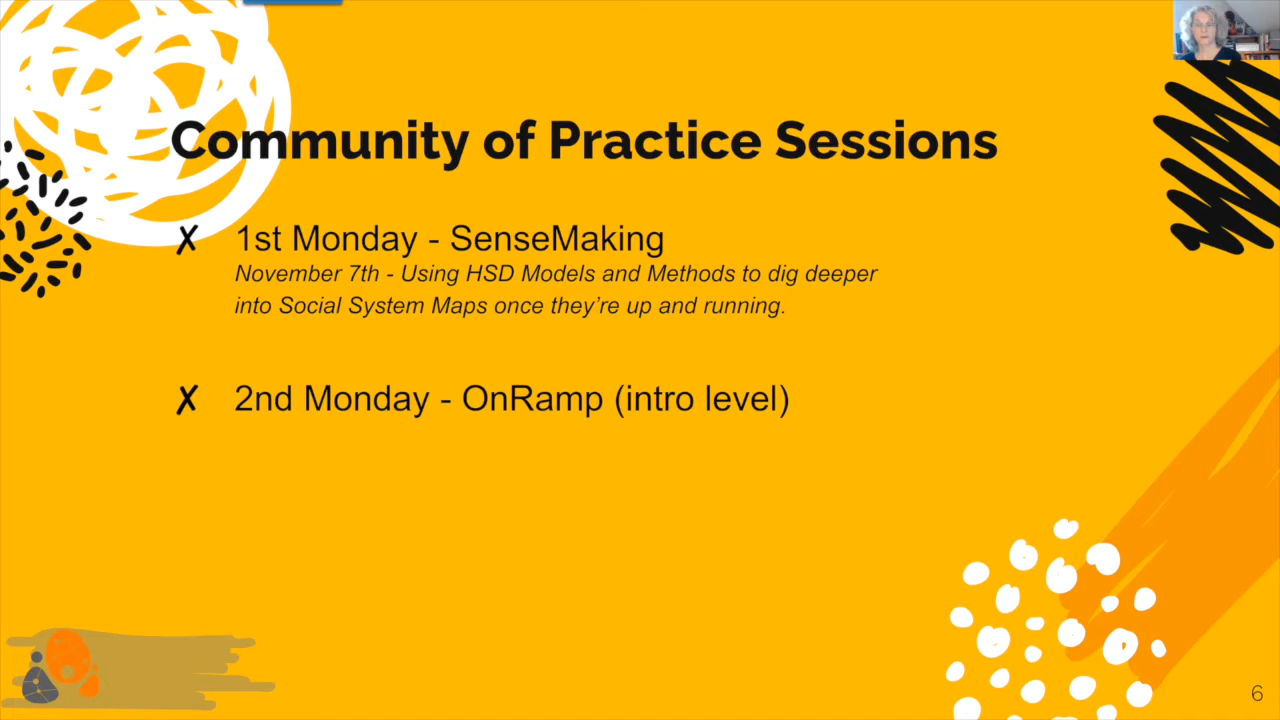 Community of Practice Sessions
✗ 1st Monday - SenseMaking
November 7th - Using HSD Models and Methods to dig deeper
into Social System Maps once they’re up and running.
✗ 2nd Monday - OnRamp (intro level)
6